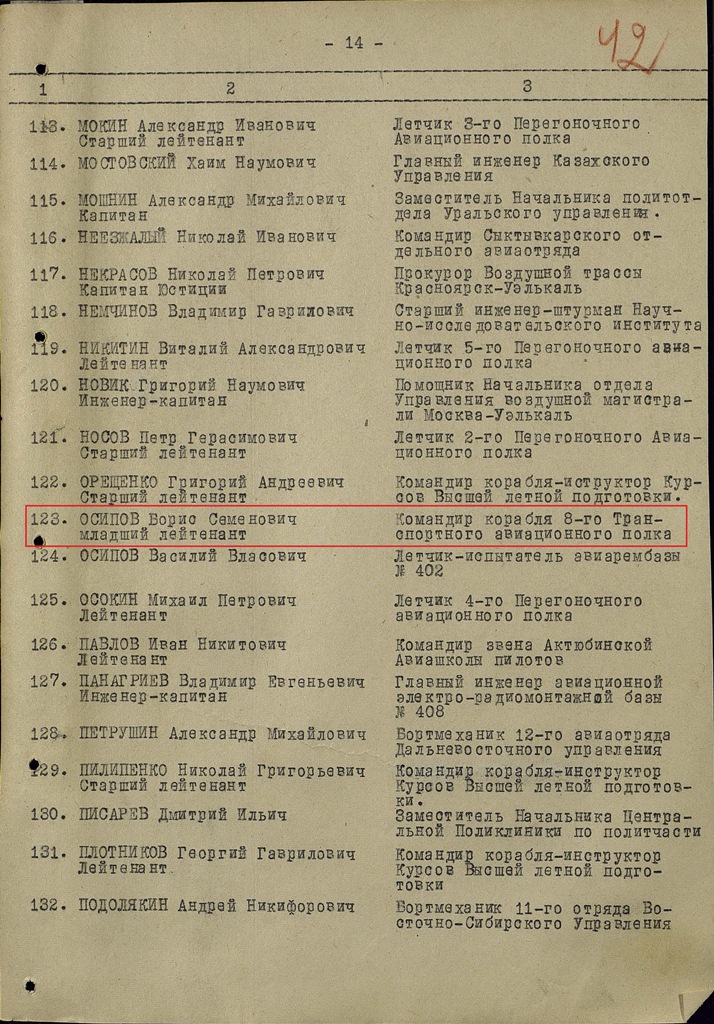 - 14 -
42
1 2 3
113. МОКИН Александр Иванович Летчик 3-го Перегоночного
Старший лейтенант Авиационного полка
114. МОСТОВСКИЙ Хаим Наумович Главный инженер Казахского
Управления
115. МОШНИН Александр Михайлович Заместитель Начальника политот-
Капитан дела Уральского управления.
116. НЕЕЗЖАЛЫЙ Николай Иванович Командир Сыктывкарского от-
дельного авиаотряда
117. НЕКРАСОВ Николай Петрович Прокурор Воздушной трассы
Капитан Юстиции Красноярск-Уэлькаль
118. НЕМЧИНОВ Владимир Гаврилович Старший инженер-штурман Науч-
но-исследовательского института
119. НИКИТИН Виталий Александрович Летчик 5-го Перегоночного авиа-
Лейтенант ционного полка
120. НОВИК Григорий Наумович Помощник Начальника отдела
Инженер-капитан Управления воздушной магистра-
ли Москва-Уэлькаль
121. НОСОВ Петр Герасимович Летчик 2-го Перегоночного Авиа-
Старший лейтенант ционного полка
122. ОРЕЩЕНКО Григорий Андреевич Командир корабля-иструктор Кур-
Старший лейтенант сов Высшей летной подготовки.
123. ОСИПОВ Борис Семенович Командир корабля 8-го Тран-
младший лейтенант спортного авиационного полка
124. ОСИПОВ Василий Власович Летчик-испытатель авиарембазы
№ 402
125. ОСОКИН Михаил Петрович Летчик 4-го Перегоночного
Лейтенант авиационного полка
126. ПАВЛОВ Иван Никитович Командир звена Актюбинской
Лейтенант Авиашколы пилотов
127. ПАНАГРИЕВ Владимир Евгеньевич Главный инженер авиационной
Инженер-капитан электро-радиомонтажной базы
№ 408
128. ПЕТРУШИН Александр Михайлович Бортмеханик 12-го авиаотряда
Дальневосточного управления
129. ПИЛИПЕНКО Николай Григорьевич Командир корабля-инструктор
Старший лейтенант Курсов Высшей летной подготов-
ки.
130. ПИСАРЕВ Дмитрий Ильич Заместитель Начальника Центра-
льной Поликлиники по политчасти
131. ПЛОТНИКОВ Георгий Гаврилович Командир корабля-инструктор
Лейтенант Курсов Высшей летной подго-
товки
132. ПОДОЛЯКИН Андрей Никифорович Бортмеханик 11-го отряда Во-
сточно-Сибирского Управления